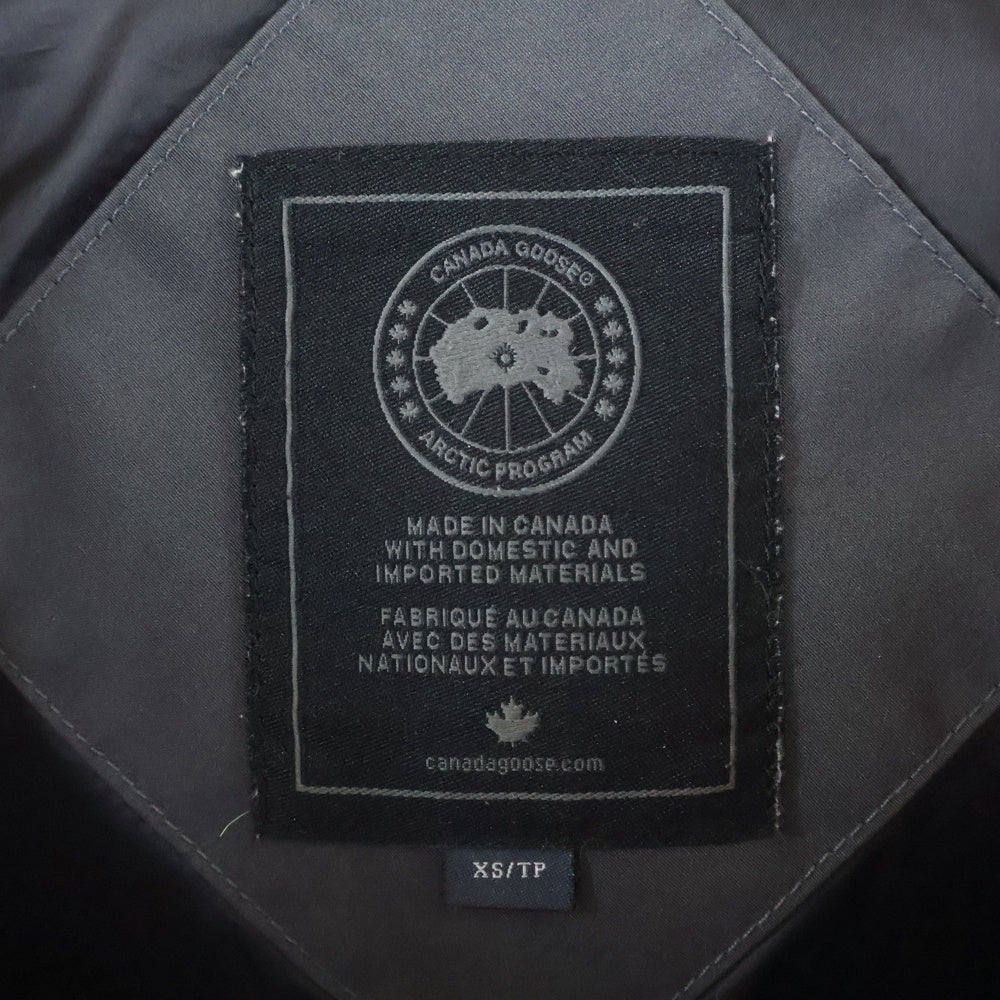 CANADA GOOSE®
ARCTIC PROGRAM
MADE IN CANADA
WITH DOMESTIC AND
IMPORTED MATERIALS
FABRIQUÉ AU CANADA
AVEC DES MATERIAUX
NATIONAUX ET IMPORTÉS
canadagoose.com
XS/TP